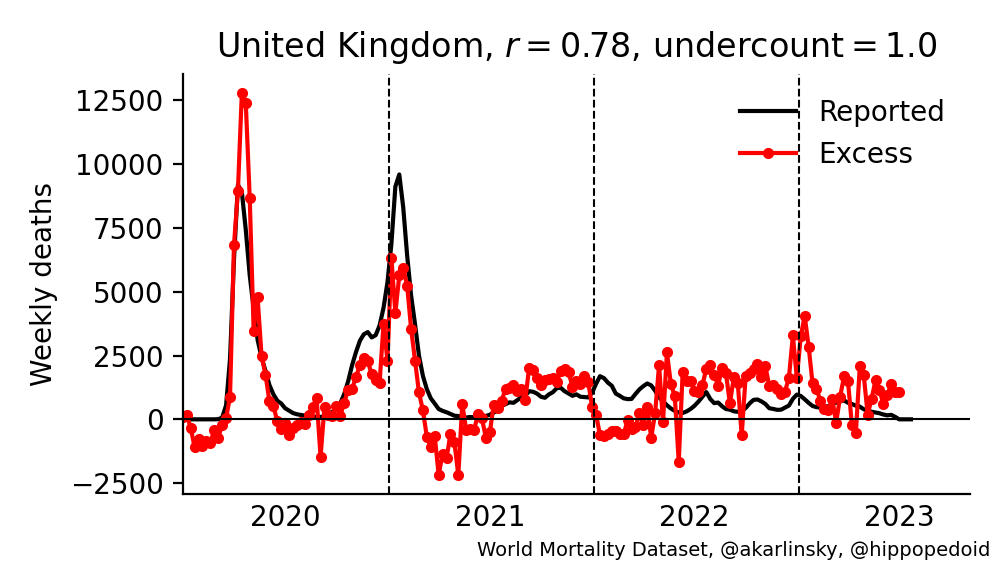 United Kingdom, r = 0.78, undercount = 1.0
Weekly deaths
12500
10000
7500
5000
2500
0
−2500
Reported
Excess
2020 2021 2022 2023
World Mortality Dataset, @akarlinsky, @hippopedoid